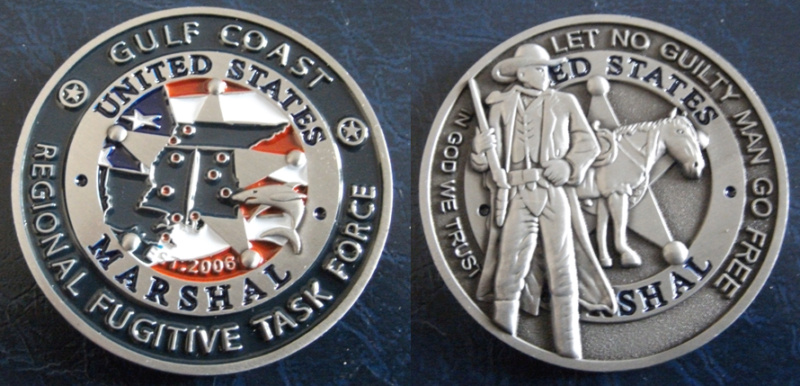 GULF COAST
REGIONAL FUGITIVE TASK FORCE
UNITED STATES
MARSHAL
2006
LET NO GUILTY MAN GO FREE
IN GOD WE TRUST
ED STATES
SHAL